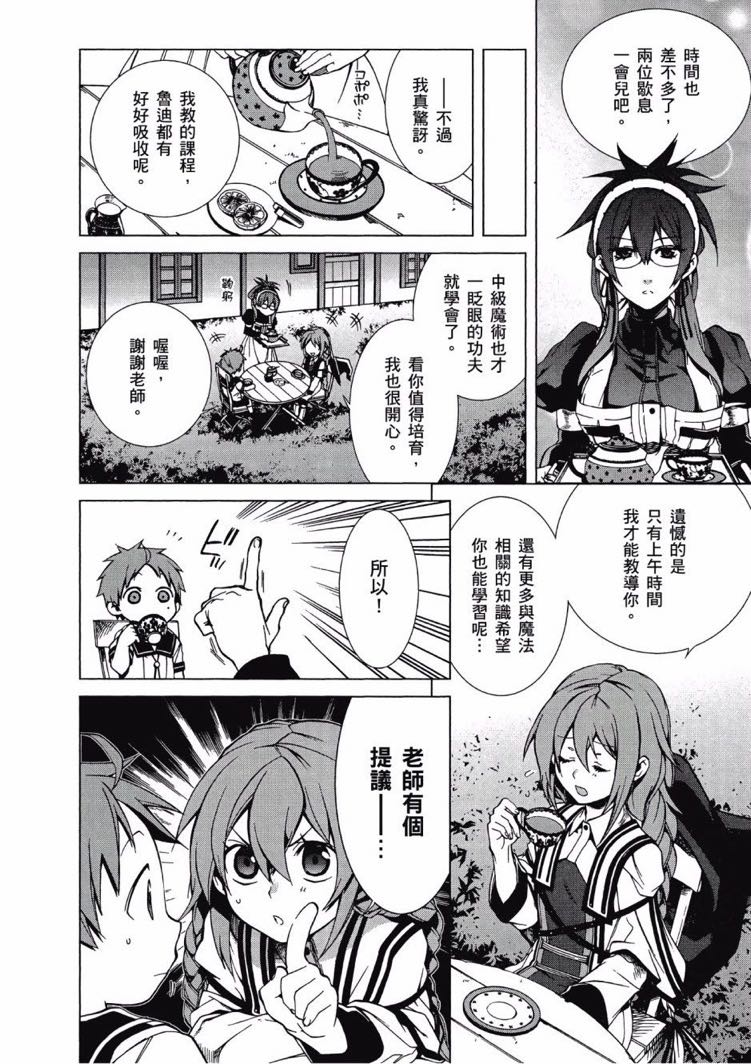 時間也
差不多了，
兩位歇息
一會兒吧。
——不過
我真驚訝。
コポポ…
我教的課程，
魯迪都有
好好吸收呢。
中級魔術也才
一眨眼的功夫
就學會了。
看你值得培育，
我也很開心。
鞠躬
喔喔，
謝謝老師。
遺憾的是
只有上午時間
我才能教導你。
還有更多與魔法
相關的知識希望
你也能學習呢…
所以！
老師有個
提議——…